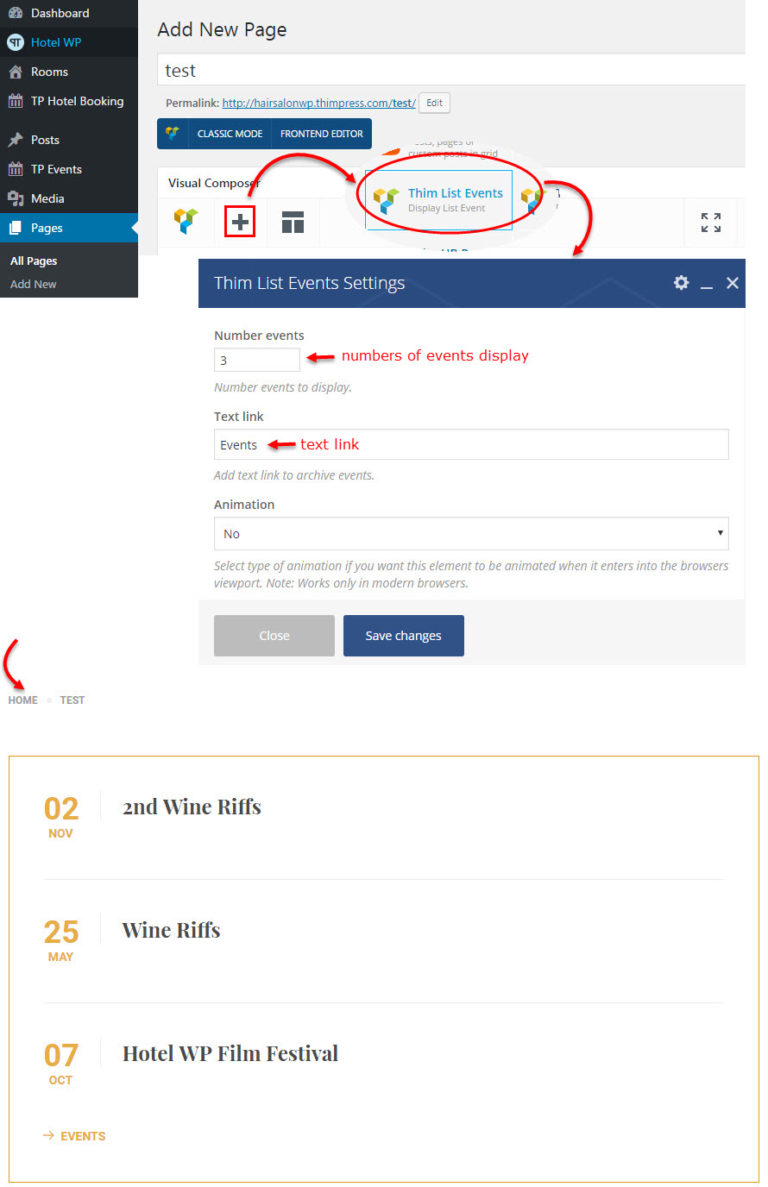 Dashboard
Hotel WP
Rooms
TP Hotel Booking
Posts
TP Events
Media
Pages
All Pages
Add New
Add New Page
test
Permalink: http://hairsalonwp.thimpress.com/test/ Edit
CLASSIC MODE FRONTEND EDITOR
custom posts in grid
Visual Composer
Thim List Events
Display List Event
Thim List Events Settings
Number events
3 numbers of events display
Number events to display.
Text link
Events text link
Add text link to archive events.
Animation
No
Select type of animation if you want this element to be animated when it enters into the browsers
viewport. Note: Works only in modern browsers.
Close Save changes
HOME TEST
02 2nd Wine Riffs
NOV
25 Wine Riffs
MAY
07 Hotel WP Film Festival
OCT
→ EVENTS